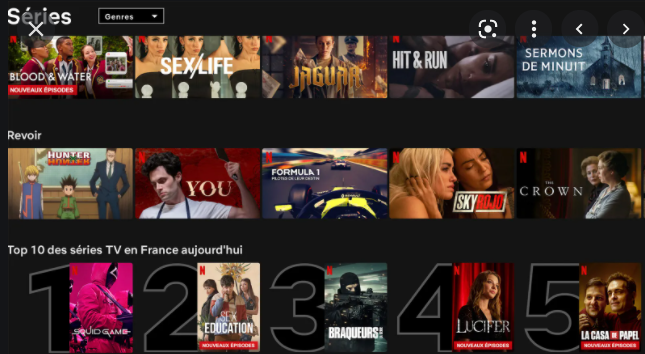 Séries
Genres
BLOOD & WATER
NOUVEAUX ÉPISODES
SEX/LIFE
JAGUAR
HIT & RUN
SERMONS
DE MINUIT
Revoir
HUNTER
HUNTER
YOU
FORMULA 1
PILOTES DE LEUR DESTIN
SKY ROJO
THE
CROWN
Top 10 des séries TV en France aujourd'hui
1
SQUID GAME
2
SEX
EDUCATION
NOUVEAUX ÉPISODES
3
BRAQUEURS
4
LUCIFER
NOUVEAUX ÉPISODES
5
LA CASA DE PAPEL
NOUVEAUX ÉPISODES